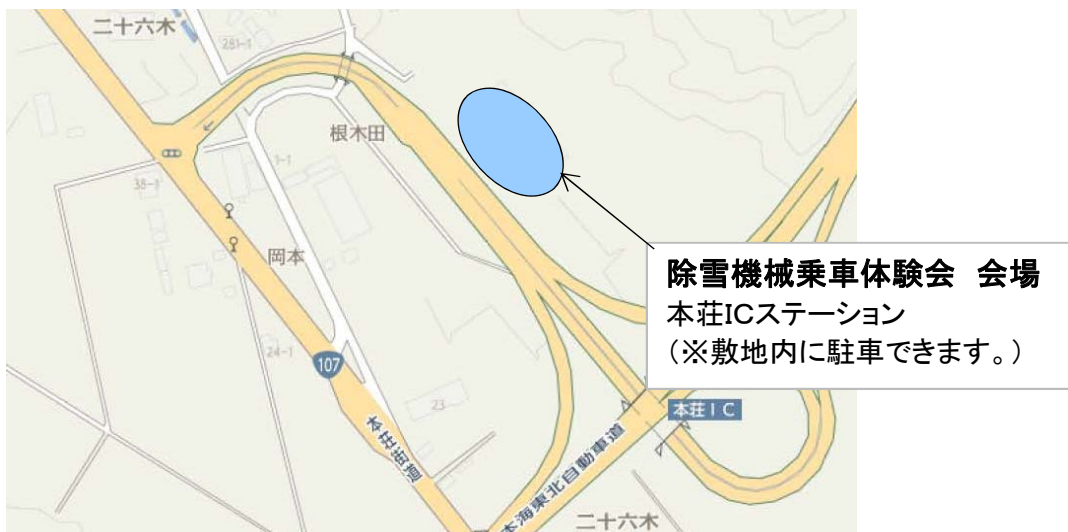 二十六木
281-1
根木田
1-1
38-1
岡本
除雪機械乗車体験会 会場
本荘ICステーション
(※敷地内に駐車できます。)
24-1
107
23
本荘IC
本荘街道
本海東北自動車道
二十六木